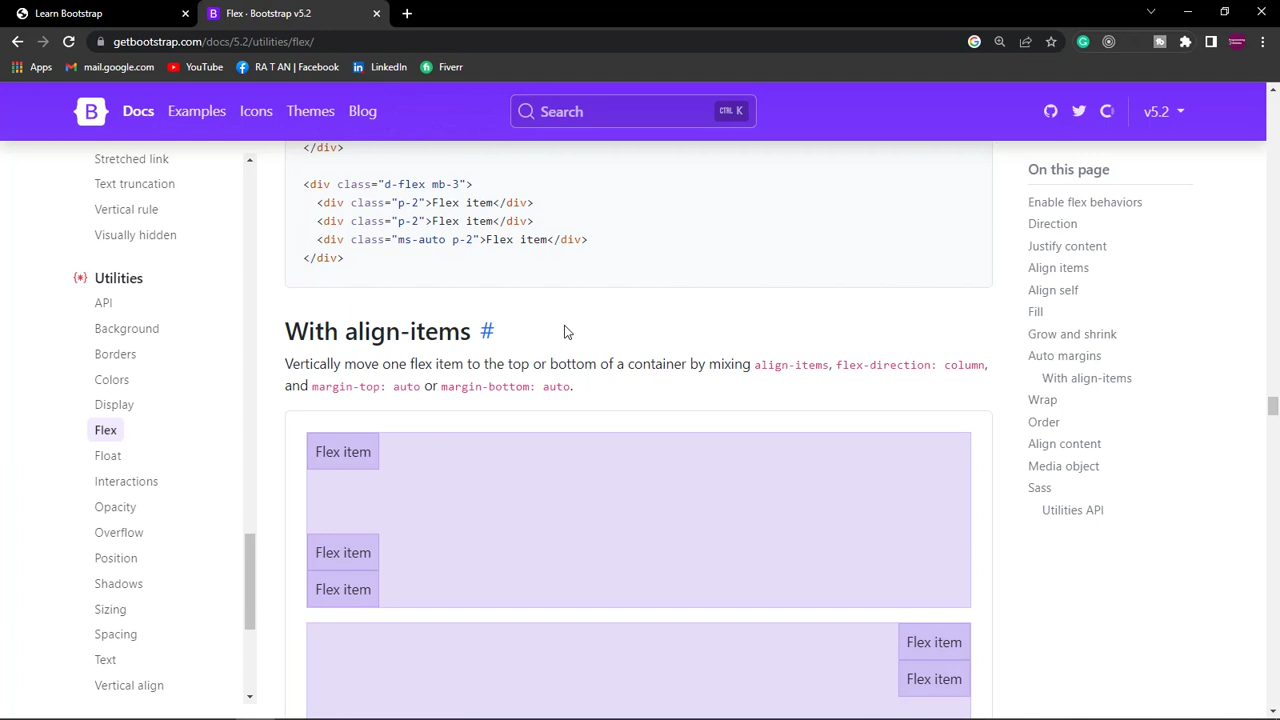 Learn Bootstrap
Flex · Bootstrap v5.2
getbootstrap.com/docs/5.2/utilities/flex/
Apps
mail.google.com
YouTube
RA T AN | Facebook
LinkedIn
Fiverr
Docs
Examples
Icons
Themes
Blog
Search
CTRL K
v5.2
Stretched link
Text truncation
Vertical rule
Visually hidden
Utilities
API
Background
Borders
Colors
Display
Flex
Float
Interactions
Opacity
Overflow
Position
Shadows
Sizing
Spacing
Text
Vertical align
</div>
<div class="d-flex mb-3">
<div class="p-2">Flex item</div>
<div class="p-2">Flex item</div>
<div class="ms-auto p-2">Flex item</div>
</div>
With align-items #
Vertically move one flex item to the top or bottom of a container by mixing align-items, flex-direction: column,
and margin-top: auto or margin-bottom: auto.
Flex item
Flex item
Flex item
Flex item
Flex item
On this page
Enable flex behaviors
Direction
Justify content
Align items
Align self
Fill
Grow and shrink
Auto margins
With align-items
Wrap
Order
Align content
Media object
Sass
Utilities API